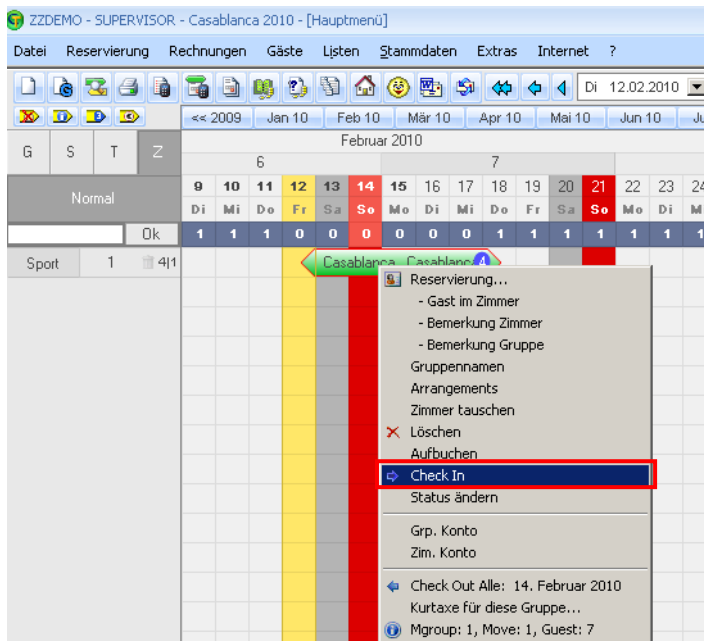 ZZDEMO - SUPERVISOR - Casablanca 2010 - [Hauptmenü]
Datei Reservierung Rechnungen Gäste Listen Stammdaten Extras Internet ?
Di 12.02.2010
<< 2009 Jan 10 Feb 10 Mär 10 Apr 10 Mai 10 Jun 10 Ju
G S T Z
Februar 2010
6 7
Normal
9 10 11 12 13 14 15 16 17 18 19 20 21 22 23 24
Di Mi Do Fr Sa So Mo Di Mi Do Fr Sa So Mo Di M
Ok 1 1 1 0 0 0 0 0 0 1 1 1 1 1 1 1
Sport 1 4|1 Casablanca Casablanc 4
Reservierung...
- Gast im Zimmer
- Bemerkung Zimmer
- Bemerkung Gruppe
Gruppennamen
Arrangements
Zimmer tauschen
Löschen
Aufbuchen
Check In
Status ändern
Grp. Konto
Zim. Konto
Check Out Alle: 14. Februar 2010
Kurtaxe für diese Gruppe...
Mgroup: 1, Move: 1, Guest: 7